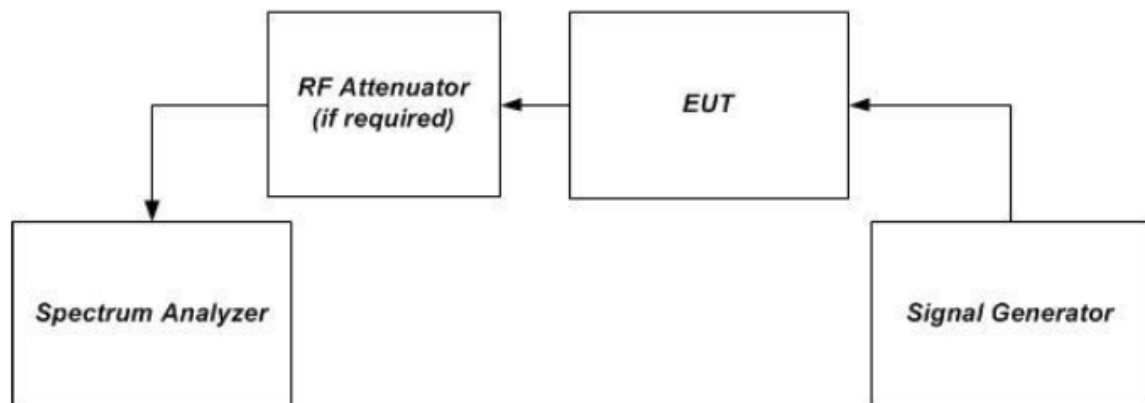 RF Attenuator
(if required)
EUT
Spectrum Analyzer
Signal Generator